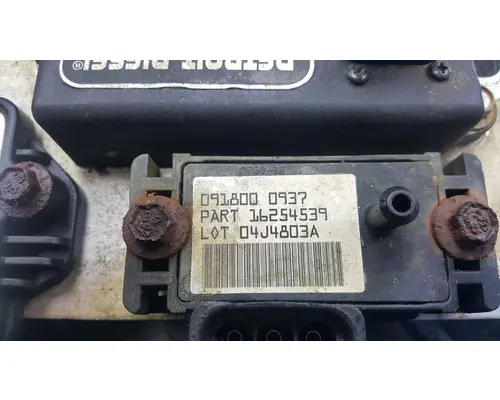 DETROIT DIESEL®
091800 0937
PART 16254539
LOT 04J4803A